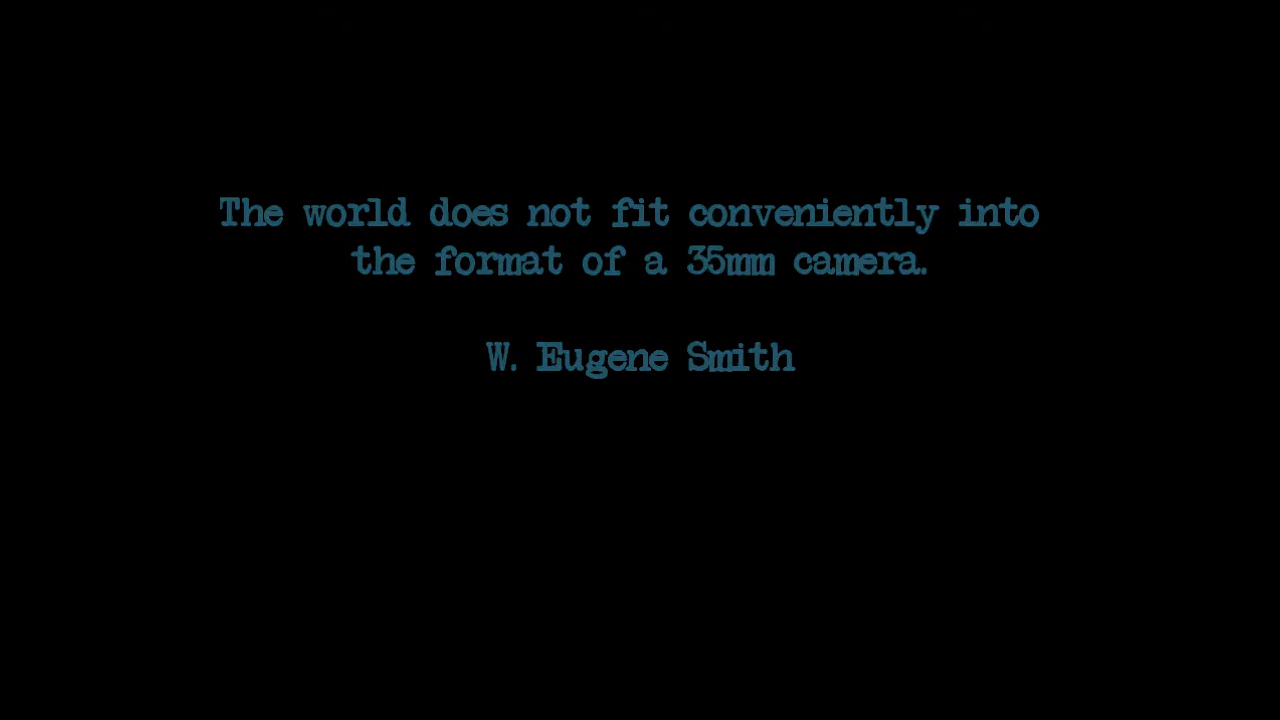 The world does not fit conveniently into
the format of a 35mm camera.
W. Eugene Smith